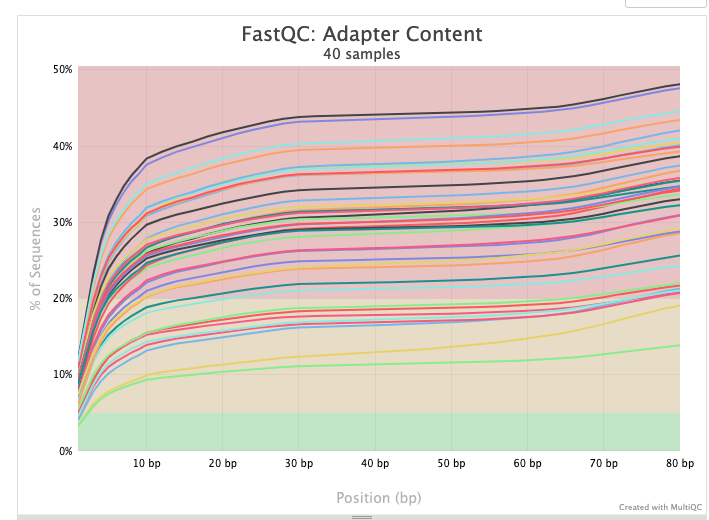 FastQC: Adapter Content
40 samples
50%
40%
30%
20%
10%
0%
% of Sequences
10 bp 20 bp 30 bp 40 bp 50 bp 60 bp 70 bp 80 bp
Position (bp)
Created with MultiQC